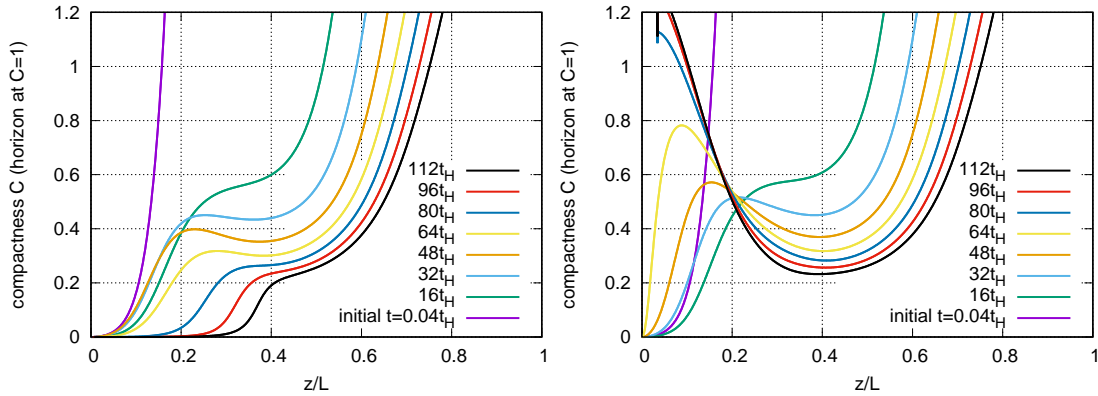 compactness C (horizon at C=1)
1.2
1
0.8
0.6
0.4
0.2
0
112t_H
96t_H
80t_H
64t_H
48t_H
32t_H
16t_H
initial t=0.04t_H
0 0.2 0.4 0.6 0.8 1
z/L
compactness C (horizon at C=1)
1.2
1
0.8
0.6
0.4
0.2
0
112t_H
96t_H
80t_H
64t_H
48t_H
32t_H
16t_H
initial t=0.04t_H
0 0.2 0.4 0.6 0.8 1
z/L